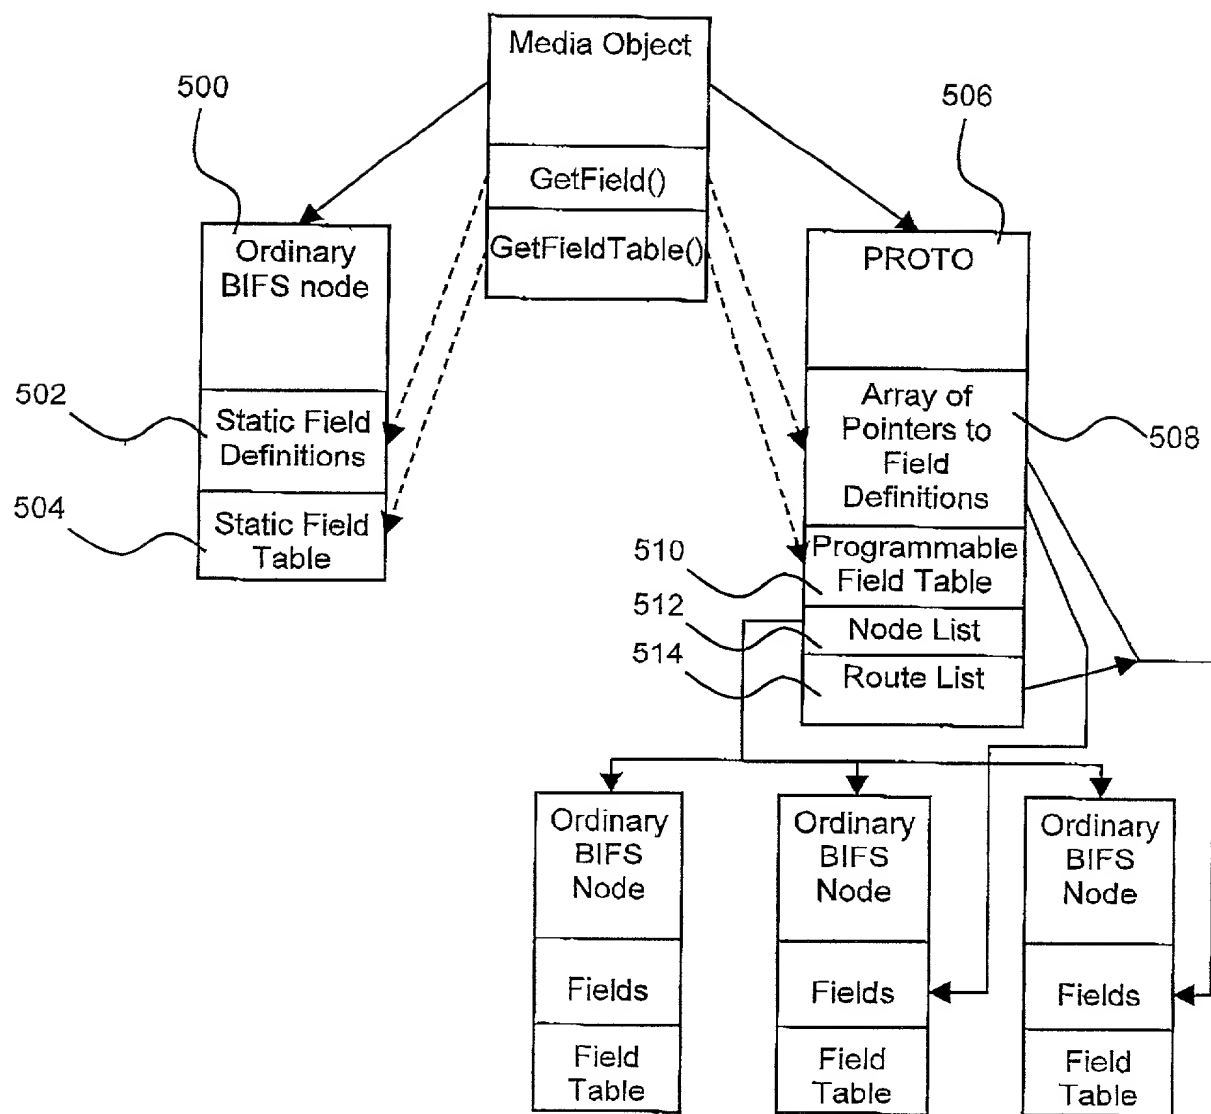 Media Object
GetField()
GetFieldTable()
500
Ordinary
BIFS node
502
Static Field
Definitions
504
Static Field
Table
506
PROTO
Array of
Pointers to
Field
Definitions
508
Programmable
Field Table
510
Node List
512
Route List
514
Ordinary
BIFS
Node
Fields
Field
Table
Ordinary
BIFS
Node
Fields
Field
Table
Ordinary
BIFS
Node
Fields
Field
Table